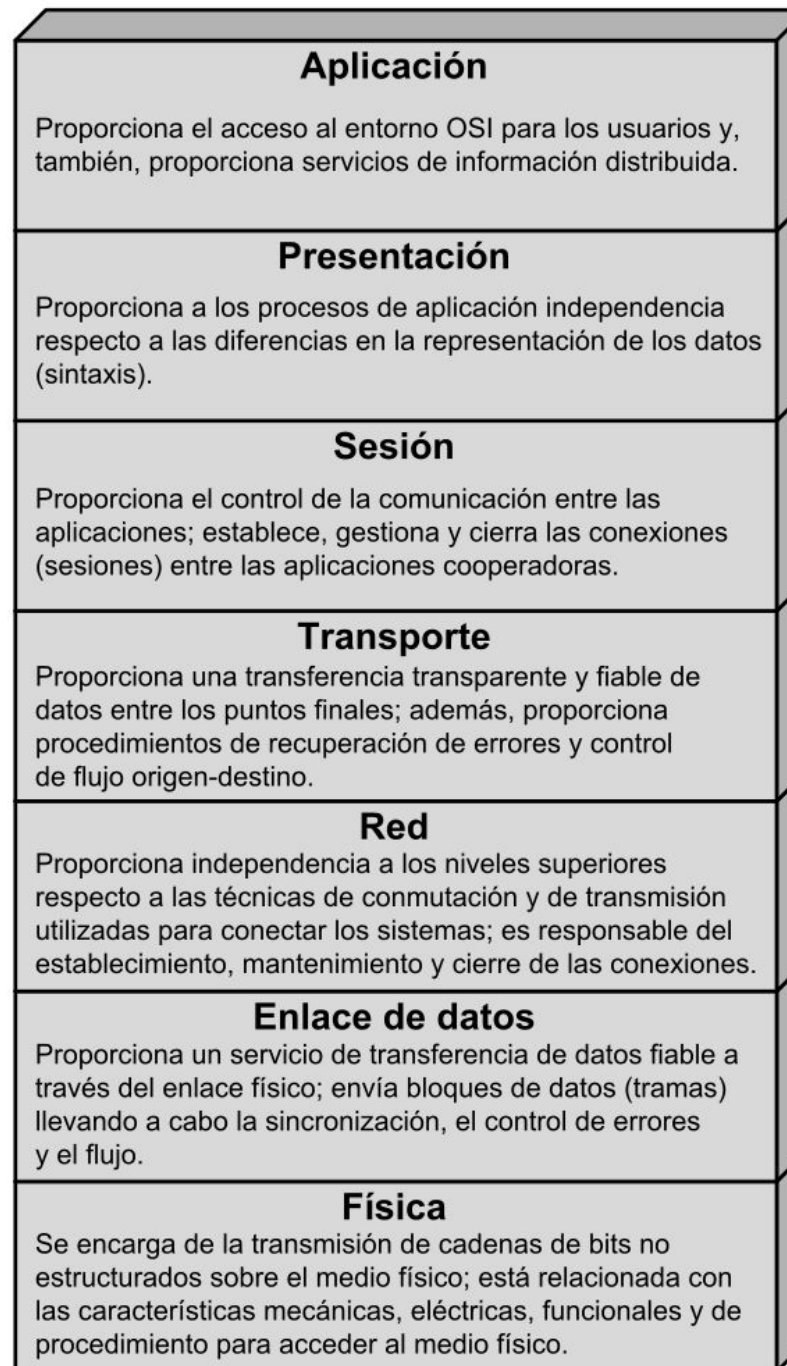 Aplicación
Proporciona el acceso al entorno OSI para los usuarios y,
también, proporciona servicios de información distribuida.
Presentación
Proporciona a los procesos de aplicación independencia
respecto a las diferencias en la representación de los datos
(sintaxis).
Sesión
Proporciona el control de la comunicación entre las
aplicaciones; establece, gestiona y cierra las conexiones
(sesiones) entre las aplicaciones cooperadoras.
Transporte
Proporciona una transferencia transparente y fiable de
datos entre los puntos finales; además, proporciona
procedimientos de recuperación de errores y control
de flujo origen-destino.
Red
Proporciona independencia a los niveles superiores
respecto a las técnicas de conmutación y de transmisión
utilizadas para conectar los sistemas; es responsable del
establecimiento, mantenimiento y cierre de las conexiones.
Enlace de datos
Proporciona un servicio de transferencia de datos fiable a
través del enlace físico; envía bloques de datos (tramas)
llevando a cabo la sincronización, el control de errores
y el flujo.
Física
Se encarga de la transmisión de cadenas de bits no
estructurados sobre el medio físico; está relacionada con
las características mecánicas, eléctricas, funcionales y de
procedimiento para acceder al medio físico.